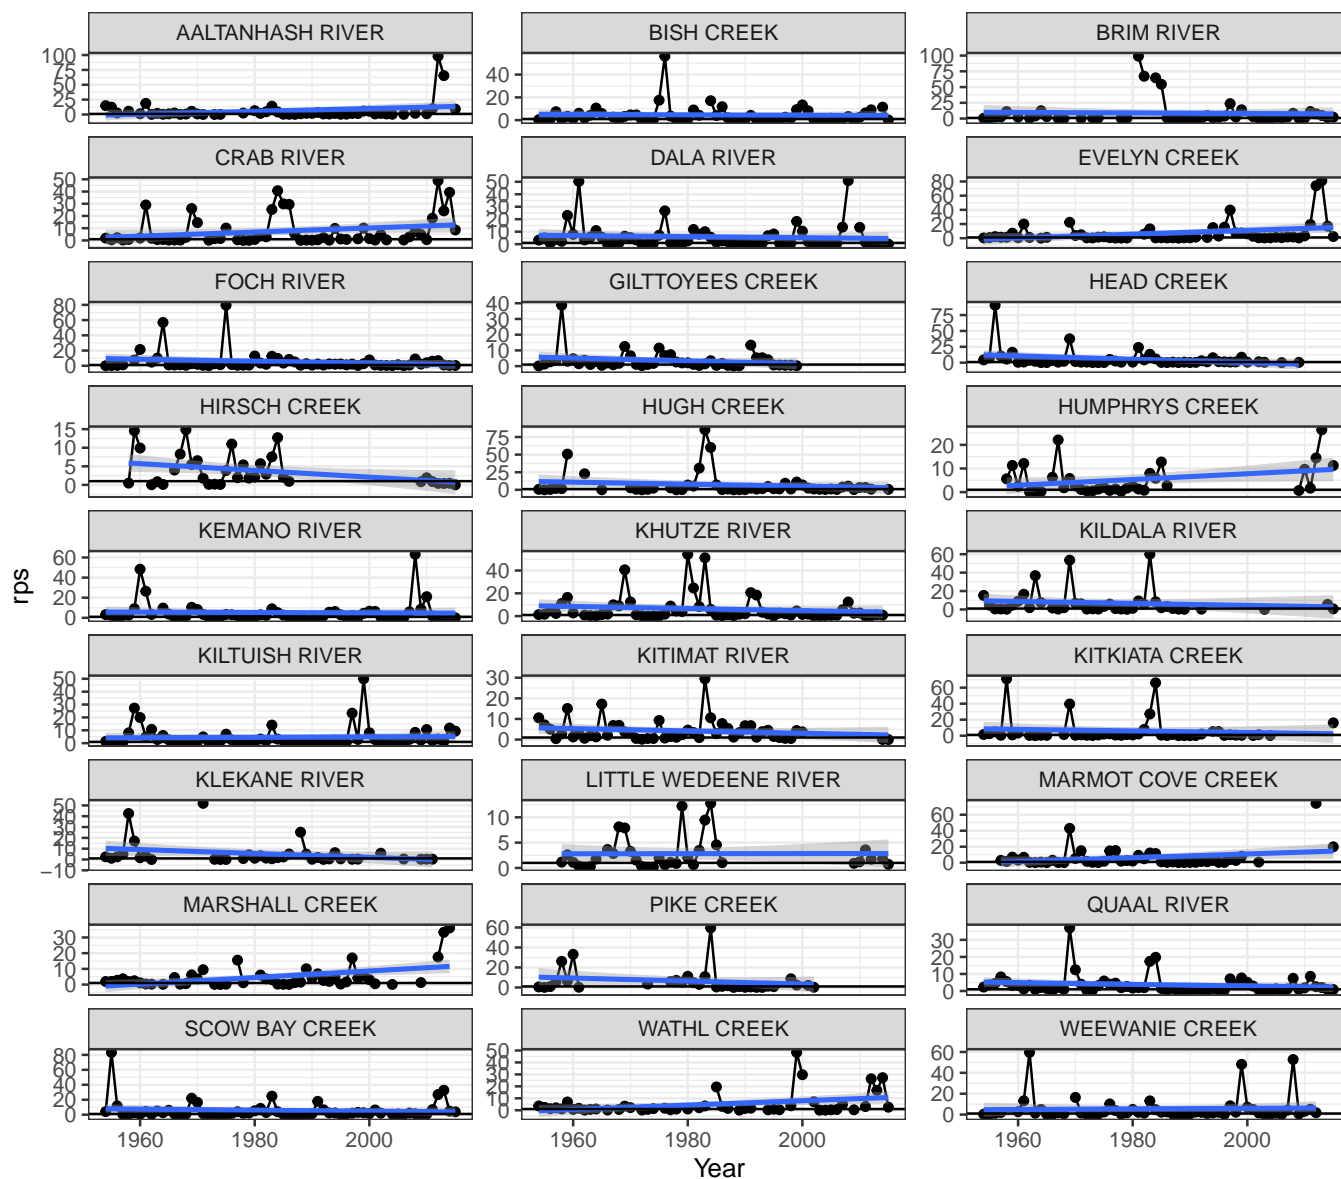 AALTANHASH RIVER BISH CREEK BRIM RIVER
100 75 50 25 0
40 20 0
100 75 50 25 0
CRAB RIVER DALA RIVER EVELYN CREEK
50 40 30 20 10 0
50 40 30 20 10 0
80 60 40 20 0
FOCH RIVER GILTTOYEES CREEK HEAD CREEK
80 60 40 20 0
40 30 20 10 0
75 50 25 0
HIRSCH CREEK HUGH CREEK HUMPHRYS CREEK
15 10 5 0
75 50 25 0
20 10 0
KEMANO RIVER KHUTZE RIVER KILDALA RIVER
60 40 20 0
40 20 0
60 40 20 0
rps
KILTUISH RIVER KITIMAT RIVER KITKIATA CREEK
50 40 30 20 10 0
30 20 10 0
60 40 20 0
KLEKANE RIVER LITTLE WEDEENE RIVER MARMOT COVE CREEK
50 40 30 20 10 0 −10
10 5 0
60 40 20 0
MARSHALL CREEK PIKE CREEK QUAAL RIVER
30 20 10 0
60 40 20 0
30 20 10 0
SCOW BAY CREEK WATHL CREEK WEEWANIE CREEK
80 60 40 20 0
50 40 30 20 10 0
60 40 20 0
1960 1980 2000 1960 1980 2000 1960 1980 2000
Year